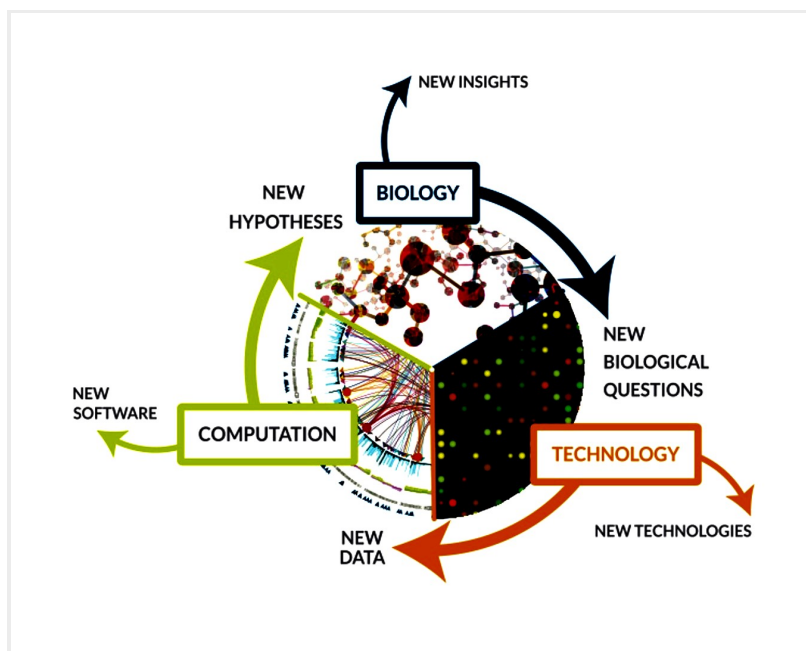 NEW INSIGHTS
BIOLOGY
NEW
HYPOTHESES
NEW
BIOLOGICAL
QUESTIONS
NEW
SOFTWARE
COMPUTATION
TECHNOLOGY
NEW
DATA
NEW TECHNOLOGIES